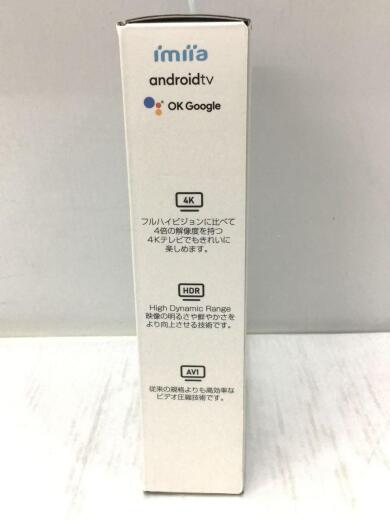 imiia
androidtv
OK Google
4K
フルハイビジョンに比べて
4倍の解像度を持つ
4Kテレビでもきれいに
楽しめます。
HDR
High Dynamic Range
映像の明るさや鮮やかさを
より向上させる技術です。
AV1
従来の規格よりも高効率な
ビデオ圧縮技術です。